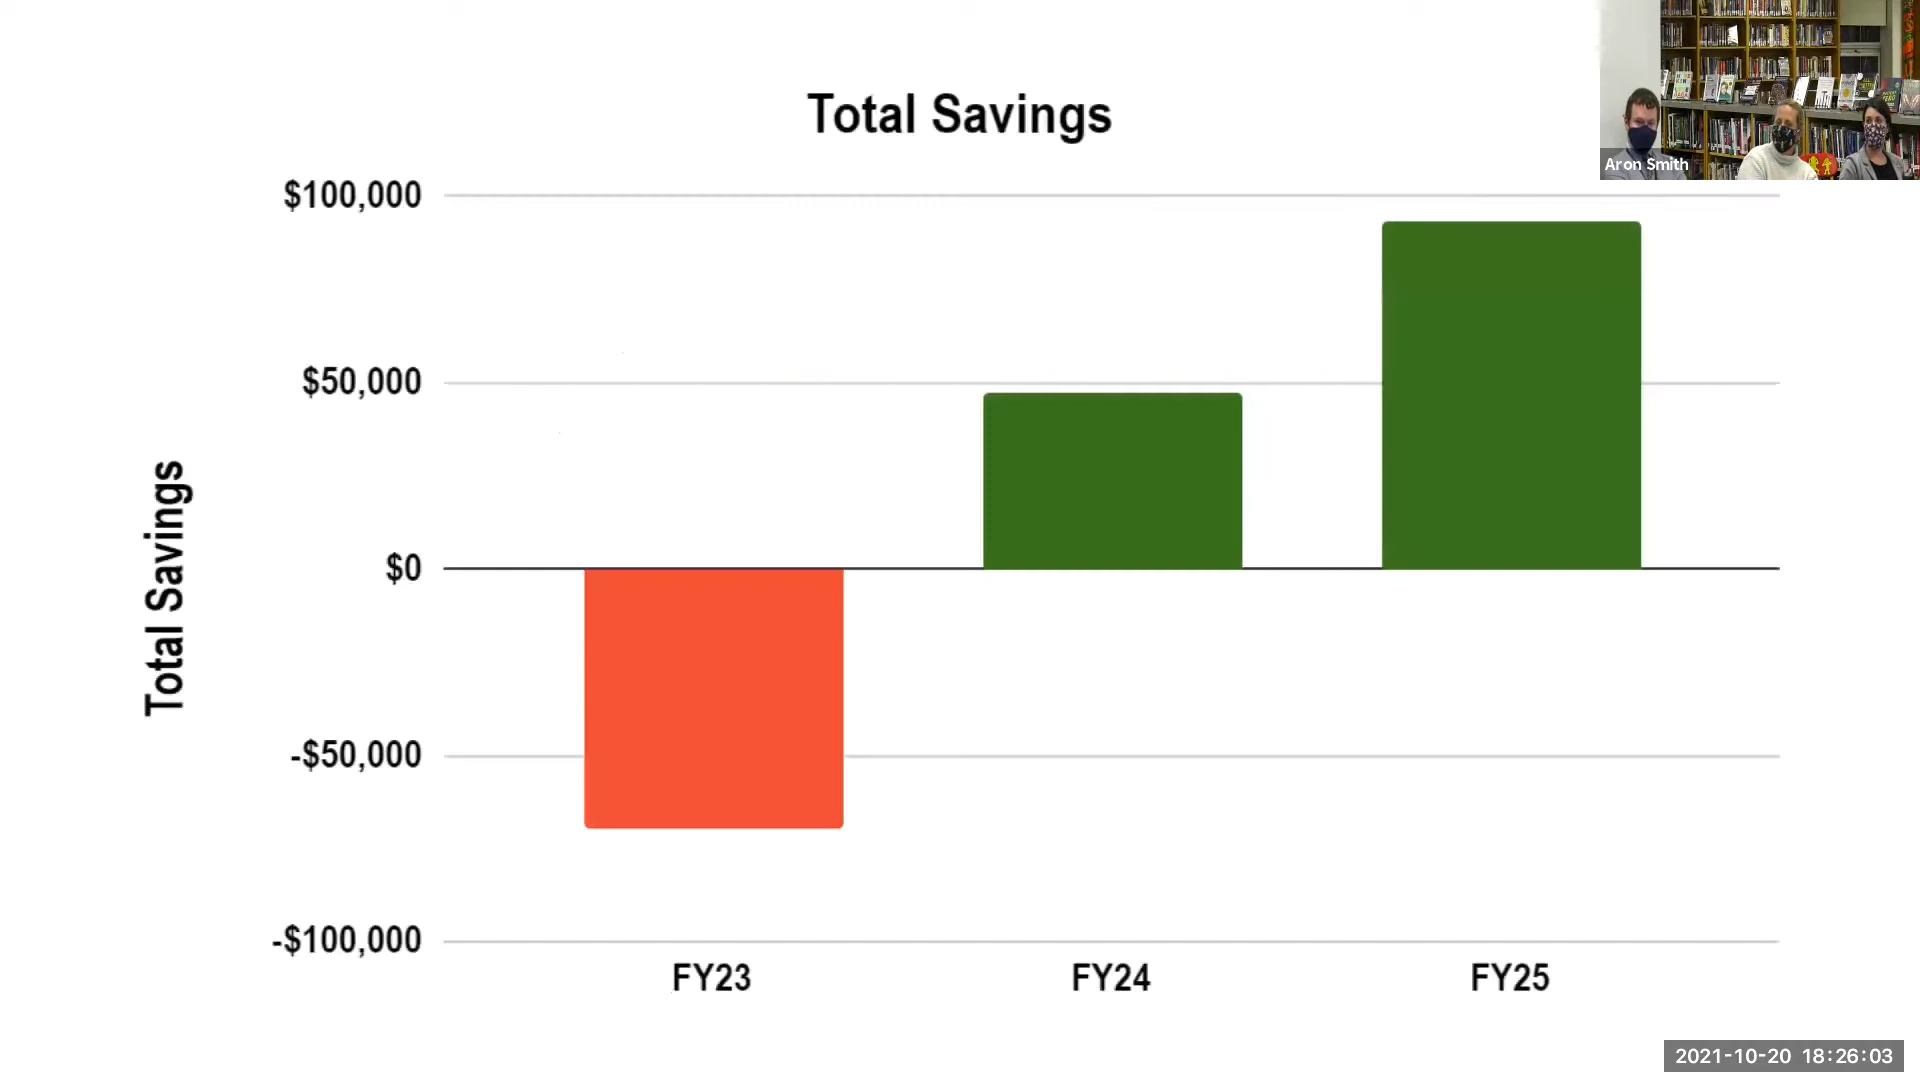 Total Savings
Aron Smith
$100,000
$50,000
$0
-$50,000
-$100,000
Total Savings
FY23
FY24
FY25
2021-10-20 18:26:03